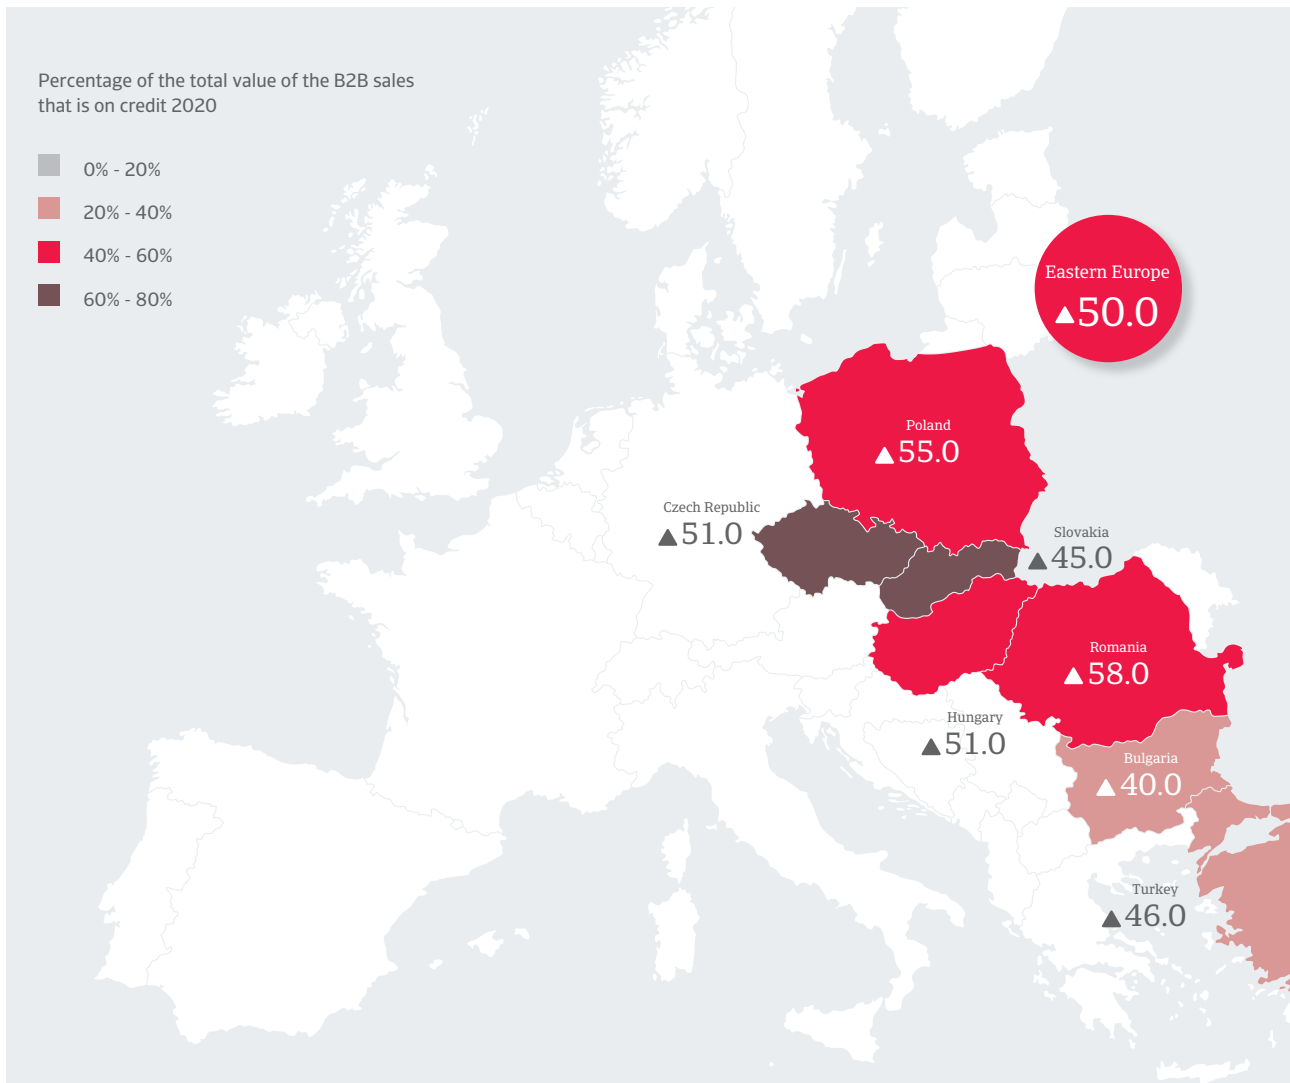 Percentage of the total value of the B2B sales
that is on credit 2020
0% - 20%
20% - 40%
40% - 60%
60% - 80%
Eastern Europe
▲50.0
Poland
▲55.0
Czech Republic
▲51.0
Slovakia
▲45.0
Romania
▲58.0
Hungary
▲51.0
Bulgaria
▲40.0
Turkey
▲46.0